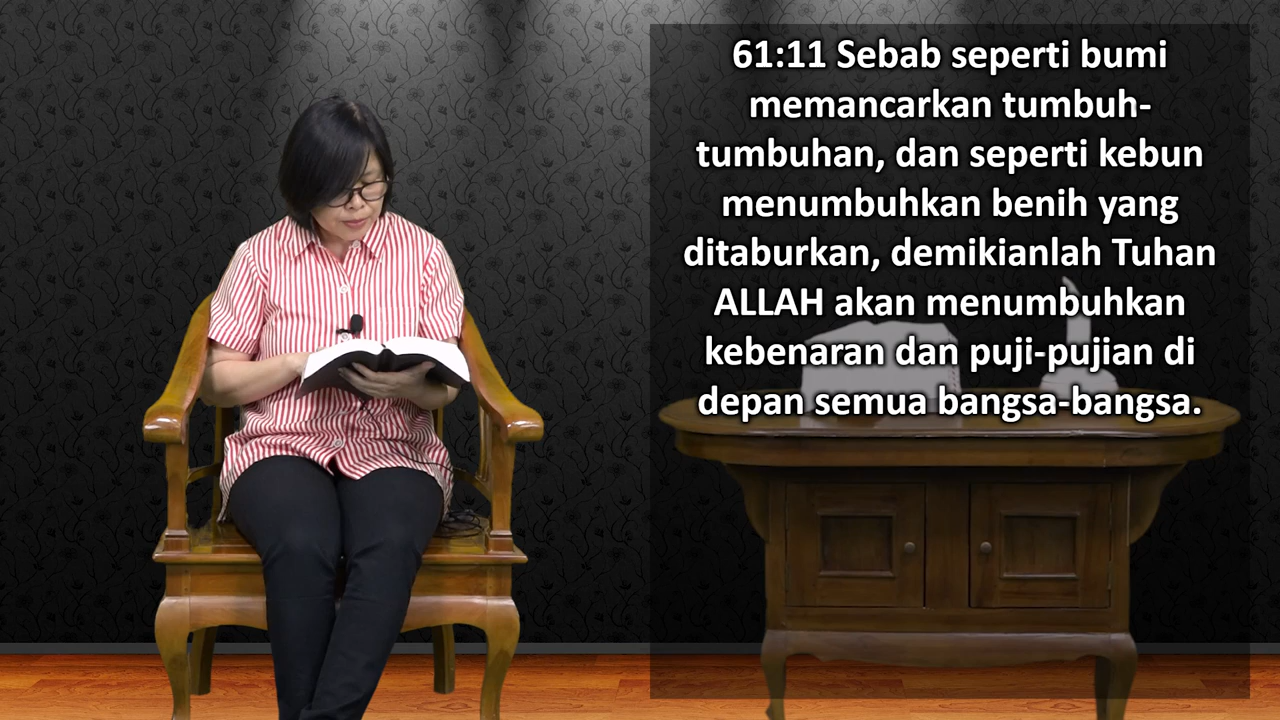 61:11 Sebab seperti bumi
memancarkan tumbuh-
tumbuhan, dan seperti kebun
menumbuhkan benih yang
ditaburkan, demikianlah Tuhan
ALLAH akan menumbuhkan
kebenaran dan puji-pujian di
depan semua bangsa-bangsa.